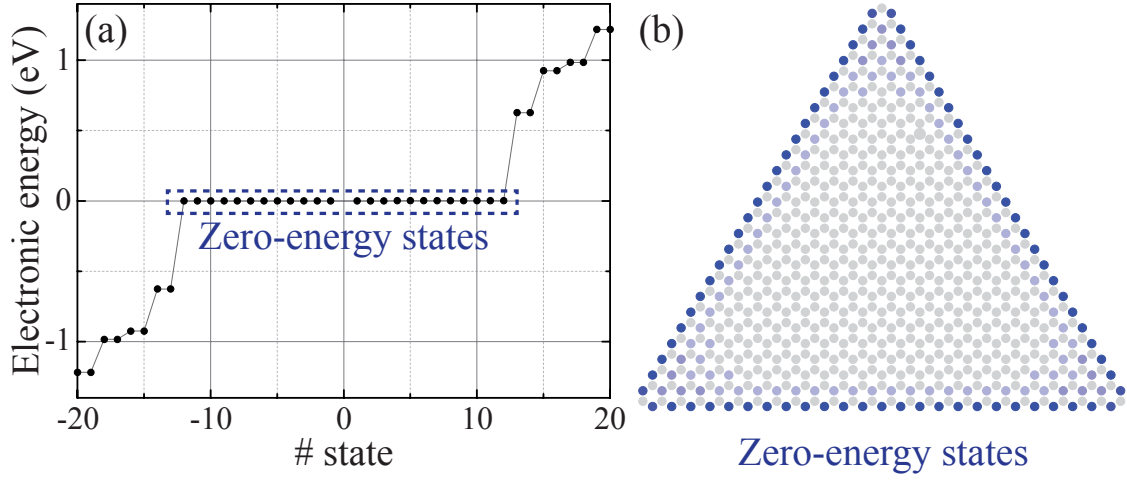 (a)
Electronic energy (eV)
1
0
-1
Zero-energy states
-20
-10
0
10
20
# state
(b)
Zero-energy states